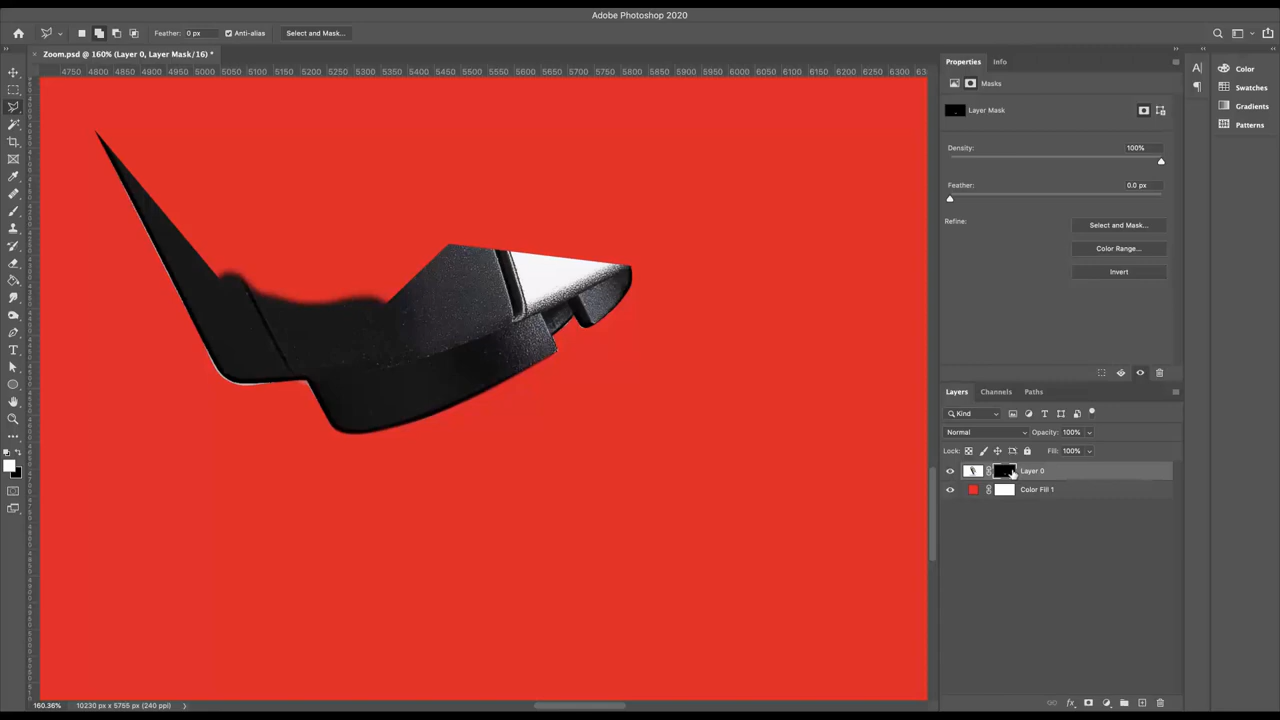 Adobe Photoshop 2020
Feather: 0 px
Anti-alias
Select and Mask...
Zoom.psd @ 160% (Layer 0, Layer Mask/16) *
4750 4800 4850 4900 4950 5000 5050 5100 5150 5200 5250 5300 5350 5400 5450 5500 5550 5600 5650 5700 5750 5800 5850 5900 5950 6000 6050 6100 6150 6200 6250 6300
Properties
Info
Masks
Layer Mask
Density:
100%
Feather:
0.0 px
Refine:
Select and Mask...
Color Range...
Invert
Color
Swatches
Gradients
Patterns
Layers
Channels
Paths
Kind
Normal
Opacity: 100%
Lock:
Fill: 100%
Layer 0
Color Fill 1
160.36%
10230 px x 5755 px (240 ppi)